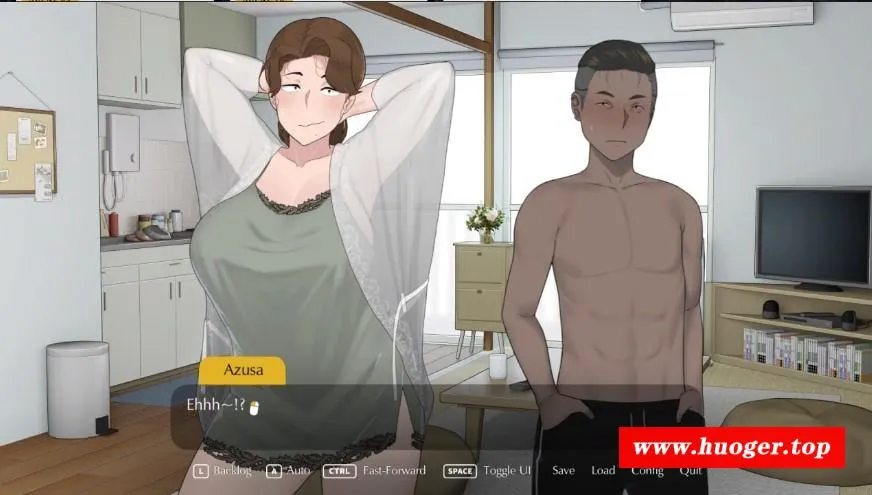 Azusa
Ehhh~!?
L Backlog A Auto CTRL Fast-Forward SPACE Toggle UI Save Load Config Quit
www.huoger.top